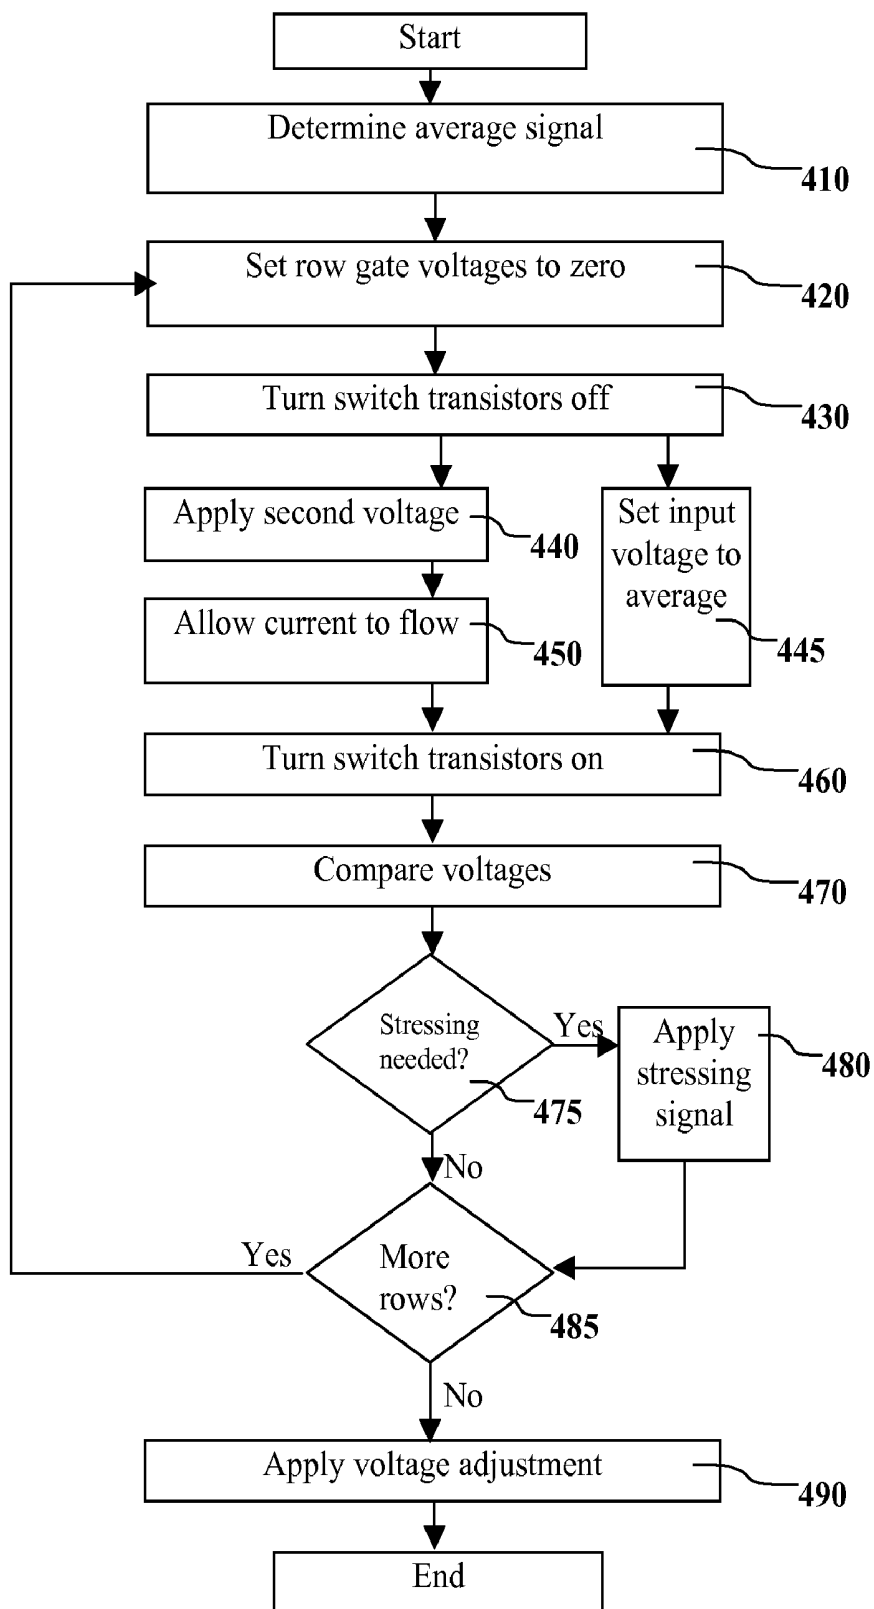 Start
Determine average signal
410
Set row gate voltages to zero
420
Turn switch transistors off
430
Apply second voltage
440
Set input
voltage to
average
445
Allow current to flow
450
Turn switch transistors on
460
Compare voltages
470
Stressing
needed?
475
Yes
Apply
stressing
signal
480
No
Yes
More
rows?
485
No
Apply voltage adjustment
490
End